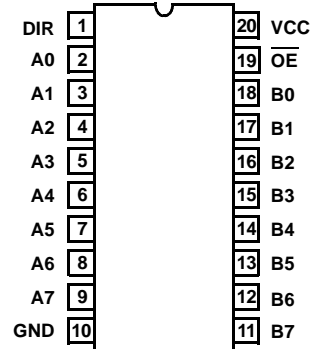 DIR 1 20 VCC
A0 2 19 O̅E̅
A1 3 18 B0
A2 4 17 B1
A3 5 16 B2
A4 6 15 B3
A5 7 14 B4
A6 8 13 B5
A7 9 12 B6
GND 10 11 B7